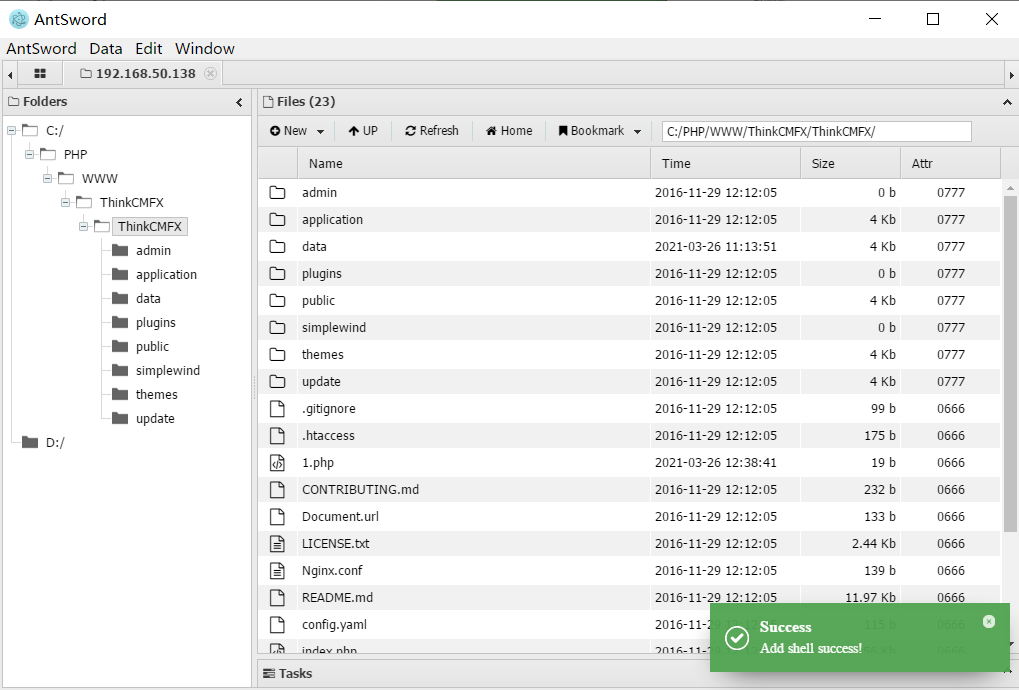 AntSword
AntSword Data Edit Window
192.168.50.138
Folders
C:/
PHP
WWW
ThinkCMFX
ThinkCMFX
admin
application
data
plugins
public
simplewind
themes
update
D:/
Files (23)
New UP Refresh Home Bookmark C:/PHP/WWW/ThinkCMFX/ThinkCMFX/
Name Time Size Attr
admin 2016-11-29 12:12:05 0 b 0777
application 2016-11-29 12:12:05 4 Kb 0777
data 2021-03-26 11:13:51 4 Kb 0777
plugins 2016-11-29 12:12:05 0 b 0777
public 2016-11-29 12:12:05 4 Kb 0777
simplewind 2016-11-29 12:12:05 0 b 0777
themes 2016-11-29 12:12:05 4 Kb 0777
update 2016-11-29 12:12:05 4 Kb 0777
.gitignore 2016-11-29 12:12:05 99 b 0666
.htaccess 2016-11-29 12:12:05 175 b 0666
1.php 2021-03-26 12:38:41 19 b 0666
CONTRIBUTING.md 2016-11-29 12:12:05 232 b 0666
Document.url 2016-11-29 12:12:05 133 b 0666
LICENSE.txt 2016-11-29 12:12:05 2.44 Kb 0666
Nginx.conf 2016-11-29 12:12:05 139 b 0666
README.md 2016-11-29 12:12:05 11.97 Kb 0666
config.yaml 2016-11-29 12:12:05 115 b 0666
index.php 2016-11-29 12:12:05
Success
Add shell success!
Tasks